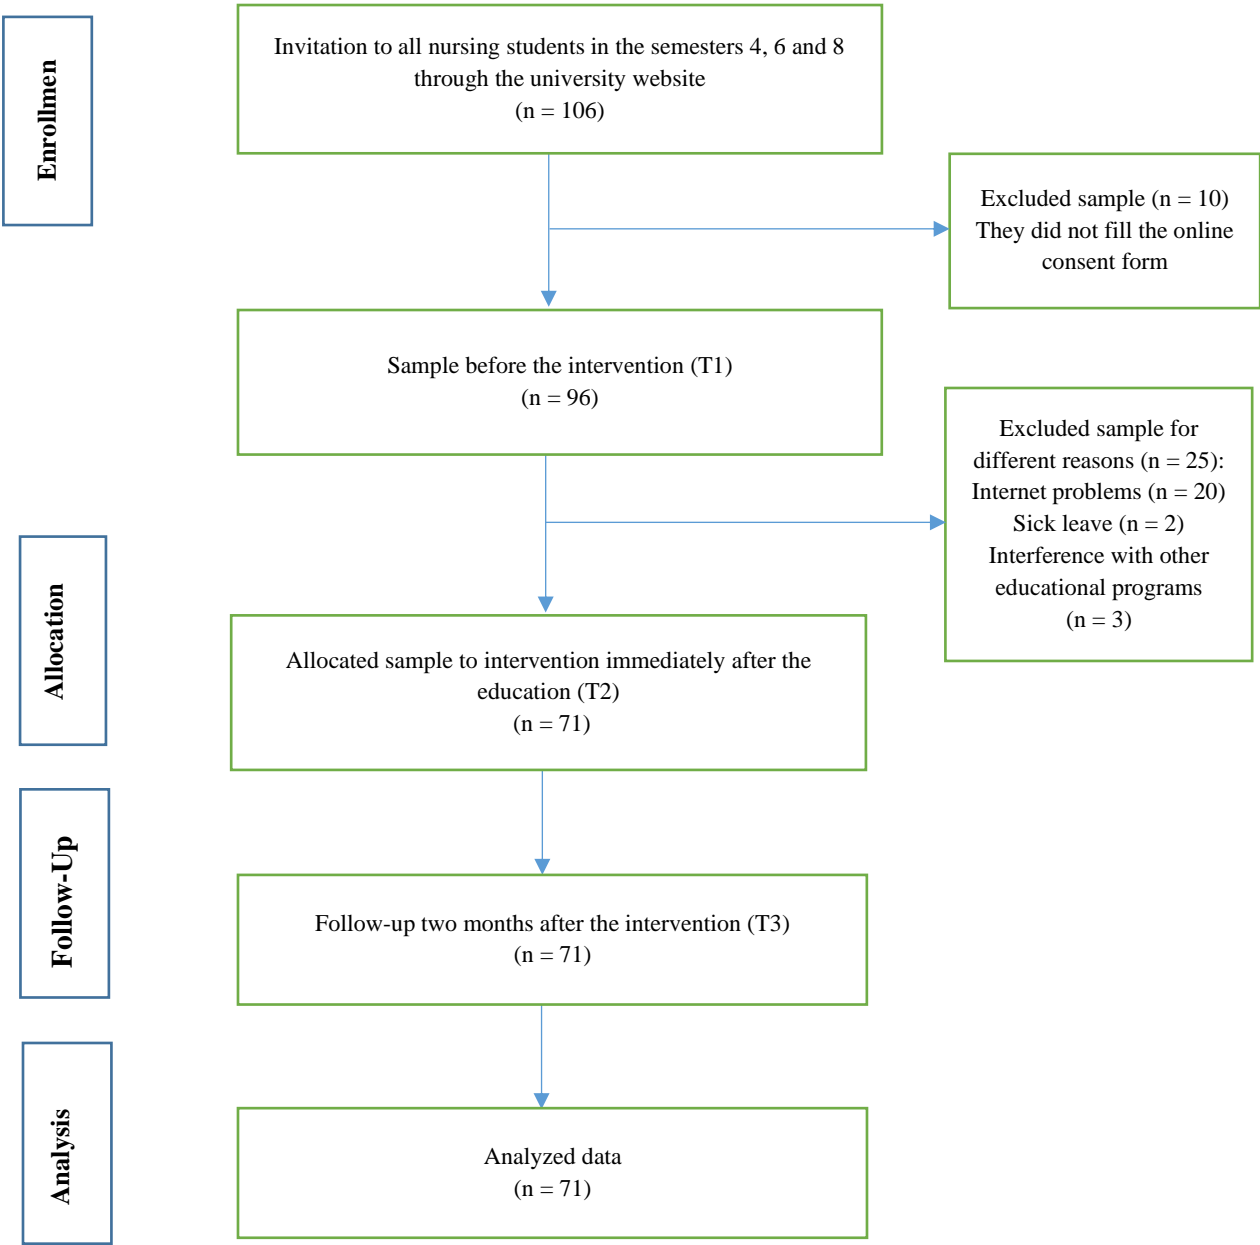 Enrollmen
Invitation to all nursing students in the semesters 4, 6 and 8
through the university website
(n = 106)
Excluded sample (n = 10)
They did not fill the online
consent form
Sample before the intervention (T1)
(n = 96)
Excluded sample for
different reasons (n = 25):
Internet problems (n = 20)
Sick leave (n = 2)
Interference with other
educational programs
(n = 3)
Allocation
Allocated sample to intervention immediately after the
education (T2)
(n = 71)
Follow-Up
Follow-up two months after the intervention (T3)
(n = 71)
Analysis
Analyzed data
(n = 71)